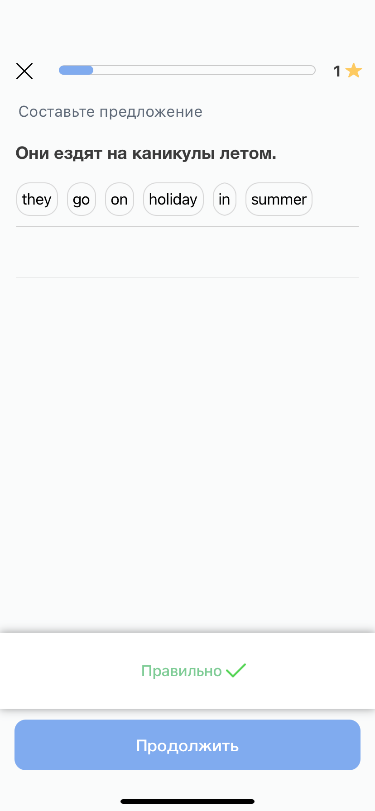 1
Составьте предложение
Они ездят на каникулы летом.
they go on holiday in summer
Правильно
Продолжить